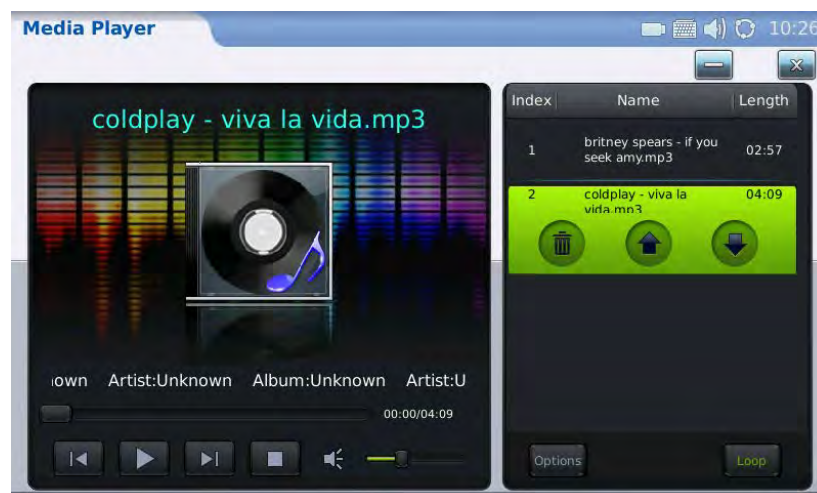 Media Player
10:26
coldplay - viva la vida.mp3
own Artist:Unknown Album:Unknown Artist:U
00:00/04:09
Index Name Length
1 britney spears - if you seek amy.mp3 02:57
2 coldplay - viva la vida.mp3 04:09
Options
Loop